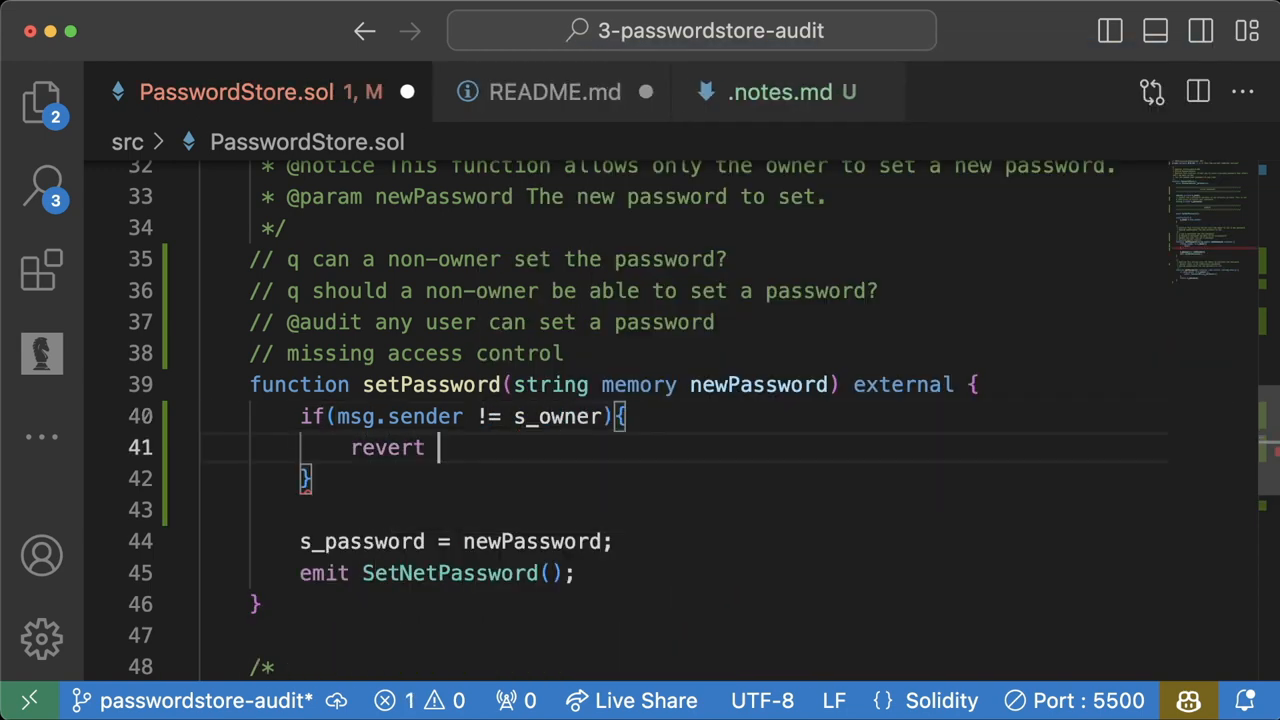 3-passwordstore-audit
PasswordStore.sol 1, M
README.md
.notes.md U
src > PasswordStore.sol
2
3
32 * @notice This function allows only the owner to set a new password.
33 * @param newPassword The new password to set.
34 */
35 // q can a non-owner set the password?
36 // q should a non-owner be able to set a password?
37 // @audit any user can set a password
38 // missing access control
39 function setPassword(string memory newPassword) external {
40 if(msg.sender != s_owner){
41 revert
42 }
43
44 s_password = newPassword;
45 emit SetNetPassword();
46 }
47
48 /*
passwordstore-audit* 1 0 0 Live Share UTF-8 LF {} Solidity Port : 5500